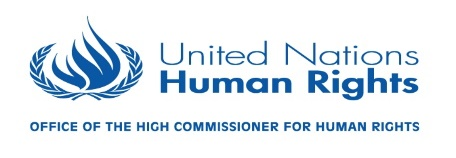 United Nations
Human Rights
OFFICE OF THE HIGH COMMISSIONER FOR HUMAN RIGHTS